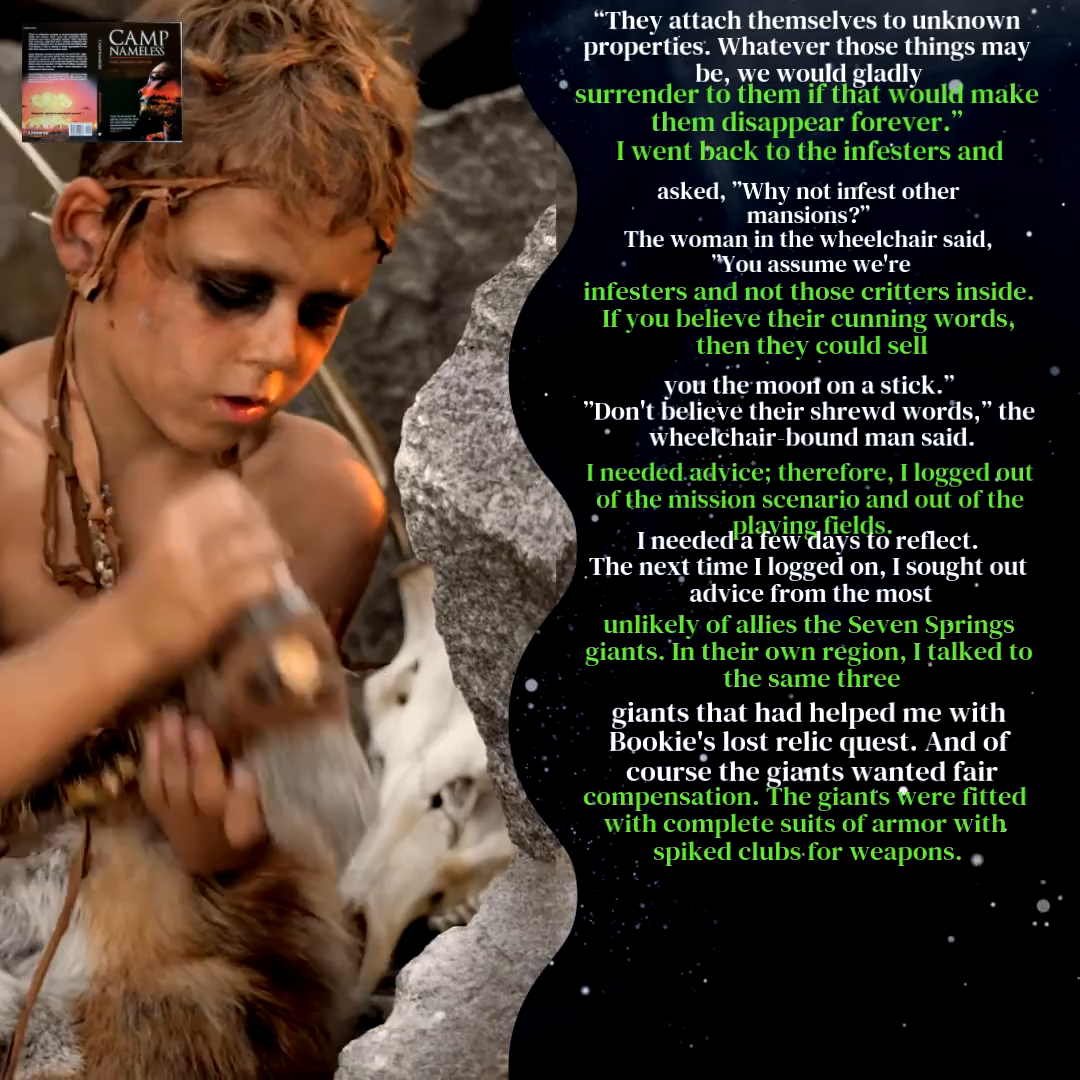 CAMP
NAMELESS
“They attach themselves to unknown
properties. Whatever those things may
be, we would gladly
surrender to them if that would make
them disappear forever.”
I went back to the infesters and
asked, ”Why not infest other
mansions?”
The woman in the wheelchair said,
”You assume we're
infesters and not those critters inside.
If you believe their cunning words,
then they could sell
you the moon on a stick.”
”Don't believe their shrewd words,” the
wheelchair-bound man said.
I needed advice; therefore, I logged out
of the mission scenario and out of the
playing fields.
I needed a few days to reflect.
The next time I logged on, I sought out
advice from the most
unlikely of allies the Seven Springs
giants. In their own region, I talked to
the same three
giants that had helped me with
Bookie's lost relic quest. And of
course the giants wanted fair
compensation. The giants were fitted
with complete suits of armor with
spiked clubs for weapons.